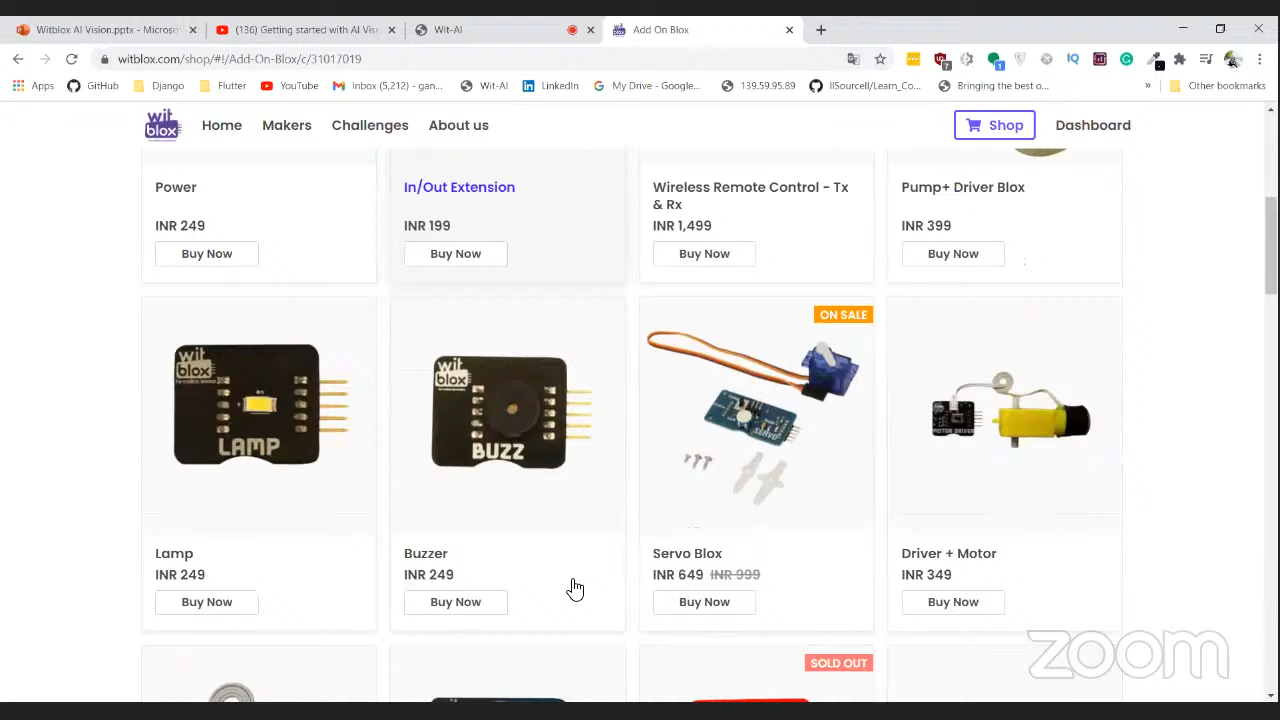 Witblox AI Vision.pptx - Microso
(136) Getting started with AI Vis
Wit-Ai
Add On Blox
witblox.com/shop#/Add-On-Blox/c/31017019
Apps
GitHub
Django
Flutter
YouTube
Inbox (5,212) - gan...
Wit-AI
LinkedIn
My Drive - Google...
139.59.95.89
llSourcell/Learn_Co...
Bringing the best o...
»
Other bookmarks
wit blox
Home
Makers
Challenges
About us
Shop
Dashboard
Power
In/Out Extension
Wireless Remote Control - Tx
& Rx
Pump+ Driver Blox
INR 249
INR 199
INR 1,499
INR 399
Buy Now
Buy Now
Buy Now
Buy Now
ON SALE
wit
blox
LAMP
wit
blox
BUZZ
SERVO
MOTOR DRIVER
Lamp
Buzzer
Servo Blox
Driver + Motor
INR 249
INR 249
INR 649 INR 999
INR 349
Buy Now
Buy Now
Buy Now
Buy Now
SOLD OUT
zoom